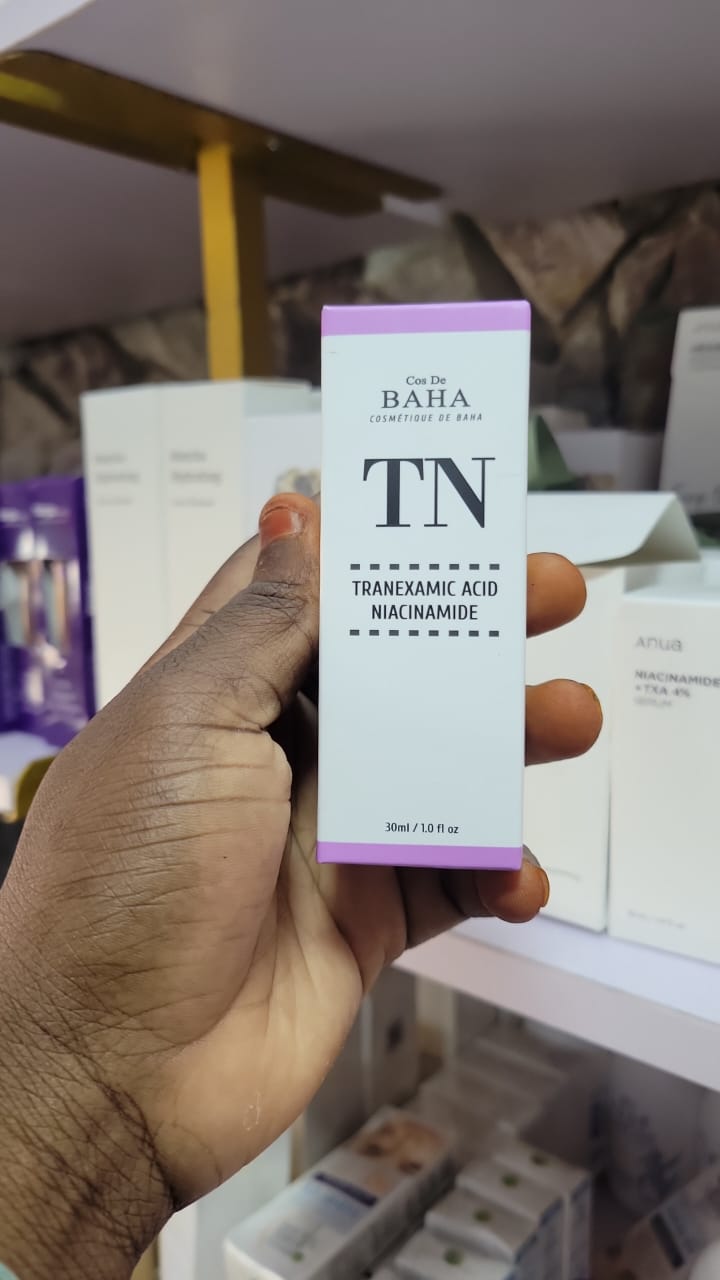 Cos De
BAHA
COSMÉTIQUE DE BAHA
TN
TRANEXAMIC ACID
NIACINAMIDE
30ml / 1.0 fl oz
Anua
NIACINAMIDE
+TXA 4%
SERUM